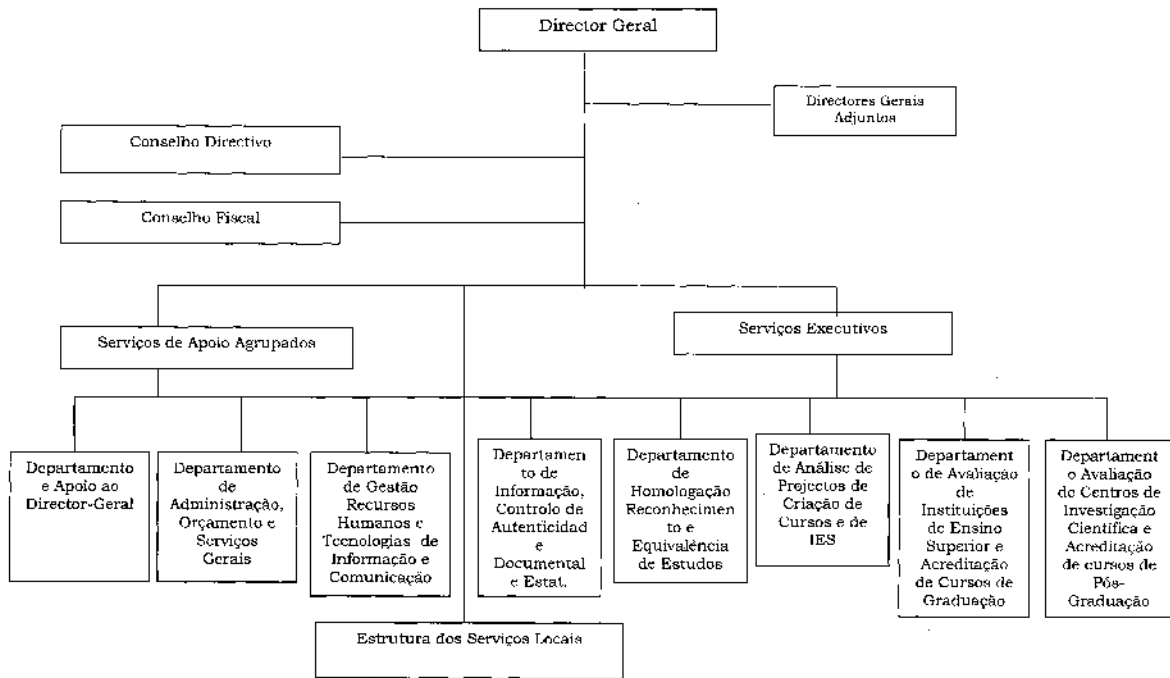 Director Geral
Directores Gerais
Adjuntos
Conselho Directivo
Conselho Fiscal
Serviços de Apoio Agrupados
Serviços Executivos
Departamento
e Apoio ao
Director-Geral
Departamento
de
Administração,
Orçamento e
Serviços
Gerais
Departamento
de Gestão
Recursos
Humanos e
Tecnologias de
Informação e
Comunicação
Departamen
to de
Informação,
Controlo de
Autenticidad
e
Documental
e Estat.
Departamento
de
Homologação
Reconhecimen
to e
Equivalência
de Estudos
Departamento
de Análise de
Projectos de
Criação de
Cursos e de
IES
Departament
o de Avaliação
de
Instituições
de Ensino
Superior e
Acreditação
de Cursos de
Graduação
Departament
o Avaliação
de Centros de
Investigação
Científica e
Acreditação
de cursos de
Pós-
Graduação
Estrutura dos Serviços Locais